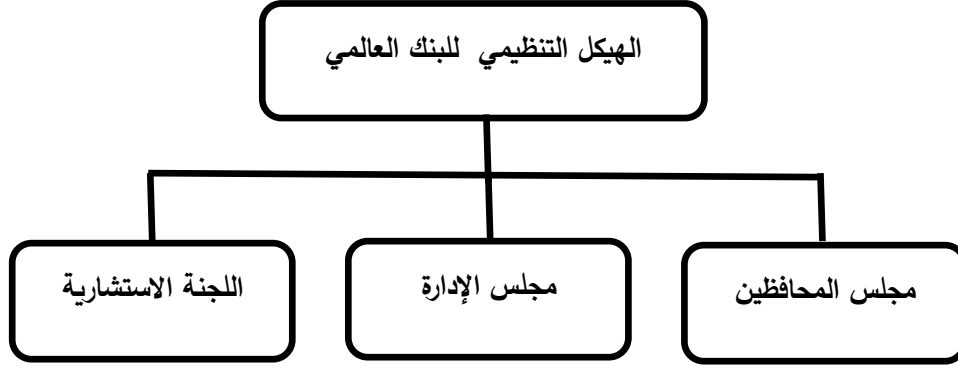 الهيكل التنظيمي للبنك العالمي
مجلس المحافظين
مجلس الإدارة
اللجنة الاستشارية